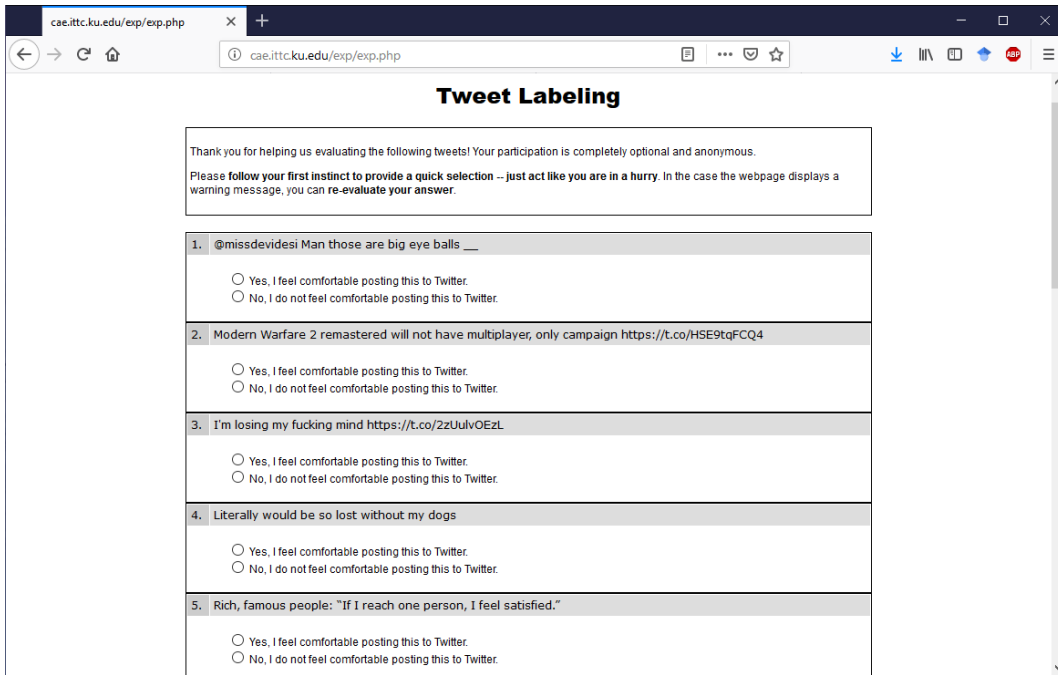 cae.ittc.ku.edu/exp/exp.php
cae.ittc.ku.edu/exp/exp.php
ABP
Tweet Labeling
Thank you for helping us evaluating the following tweets! Your participation is completely optional and anonymous.
Please follow your first instinct to provide a quick selection -- just act like you are in a hurry. In the case the webpage displays a
warning message, you can re-evaluate your answer.
1. @missdevidesi Man those are big eye balls __
Yes, I feel comfortable posting this to Twitter.
No, I do not feel comfortable posting this to Twitter.
2. Modern Warfare 2 remastered will not have multiplayer, only campaign https://t.co/HSE9tqFCQ4
Yes, I feel comfortable posting this to Twitter.
No, I do not feel comfortable posting this to Twitter.
3. I'm losing my fucking mind https://t.co/2zUulvOEzL
Yes, I feel comfortable posting this to Twitter.
No, I do not feel comfortable posting this to Twitter.
4. Literally would be so lost without my dogs
Yes, I feel comfortable posting this to Twitter.
No, I do not feel comfortable posting this to Twitter.
5. Rich, famous people: “If I reach one person, I feel satisfied.”
Yes, I feel comfortable posting this to Twitter.
No, I do not feel comfortable posting this to Twitter.